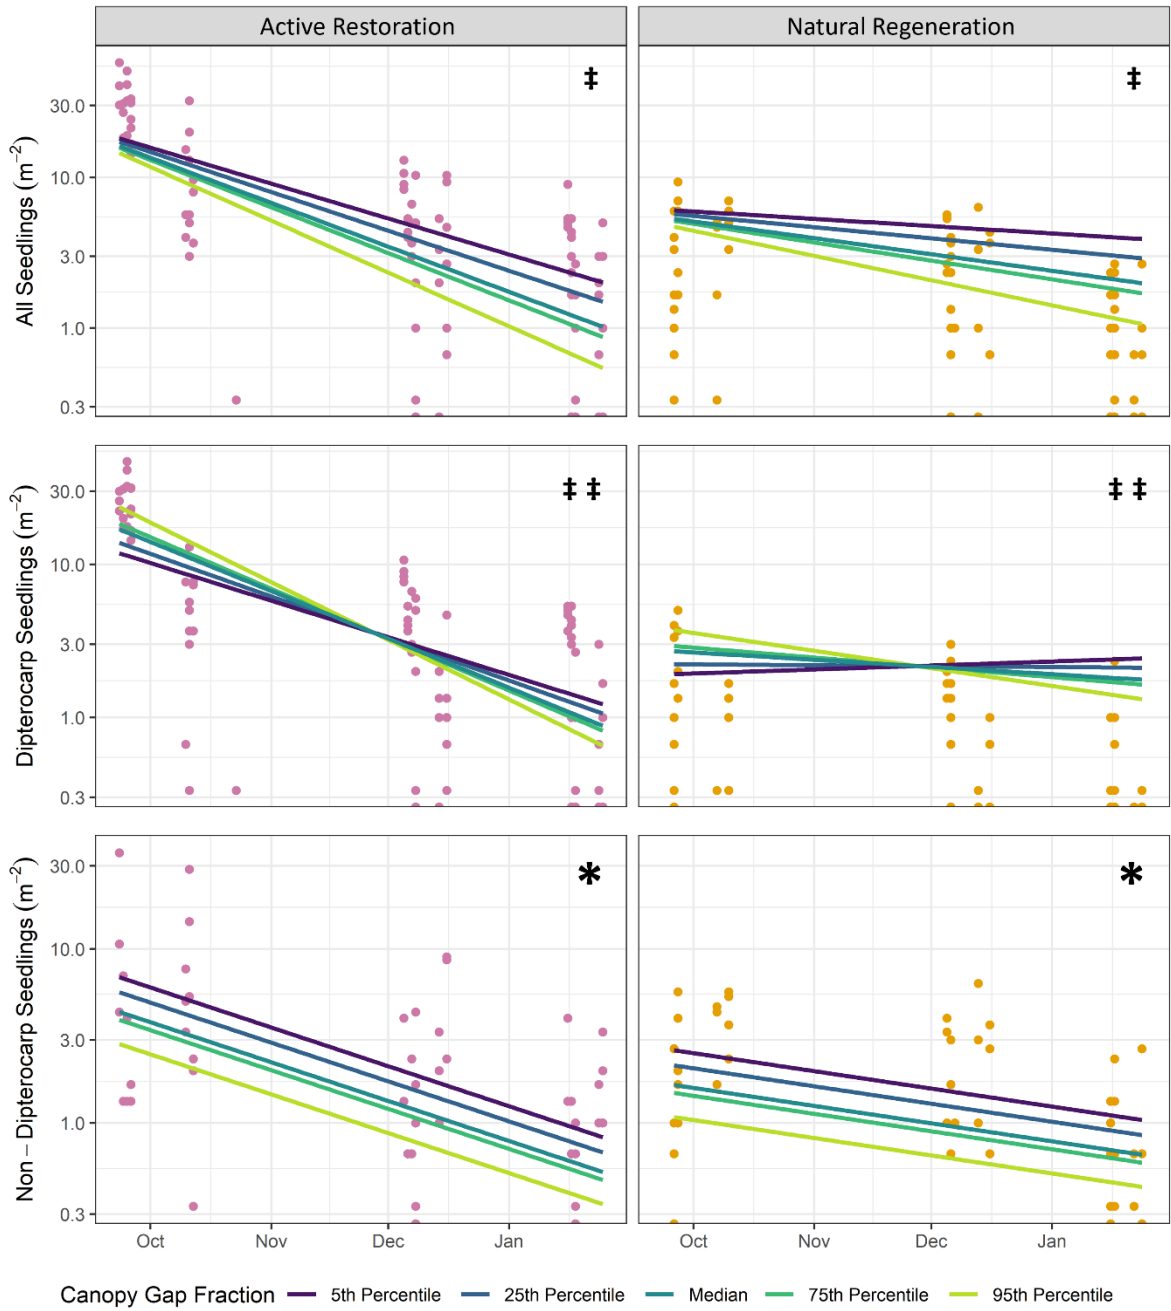 Active Restoration Natural Regeneration
All Seedlings (m⁻²)
30.0
10.0
3.0
1.0
0.3
‡ ‡
Dipterocarp Seedlings (m⁻²)
30.0
10.0
3.0
1.0
0.3
‡ ‡ ‡ ‡
Non−Dipterocarp Seedlings (m⁻²)
30.0
10.0
3.0
1.0
0.3
* *
Oct Nov Dec Jan Oct Nov Dec Jan
Canopy Gap Fraction 5th Percentile 25th Percentile Median 75th Percentile 95th Percentile